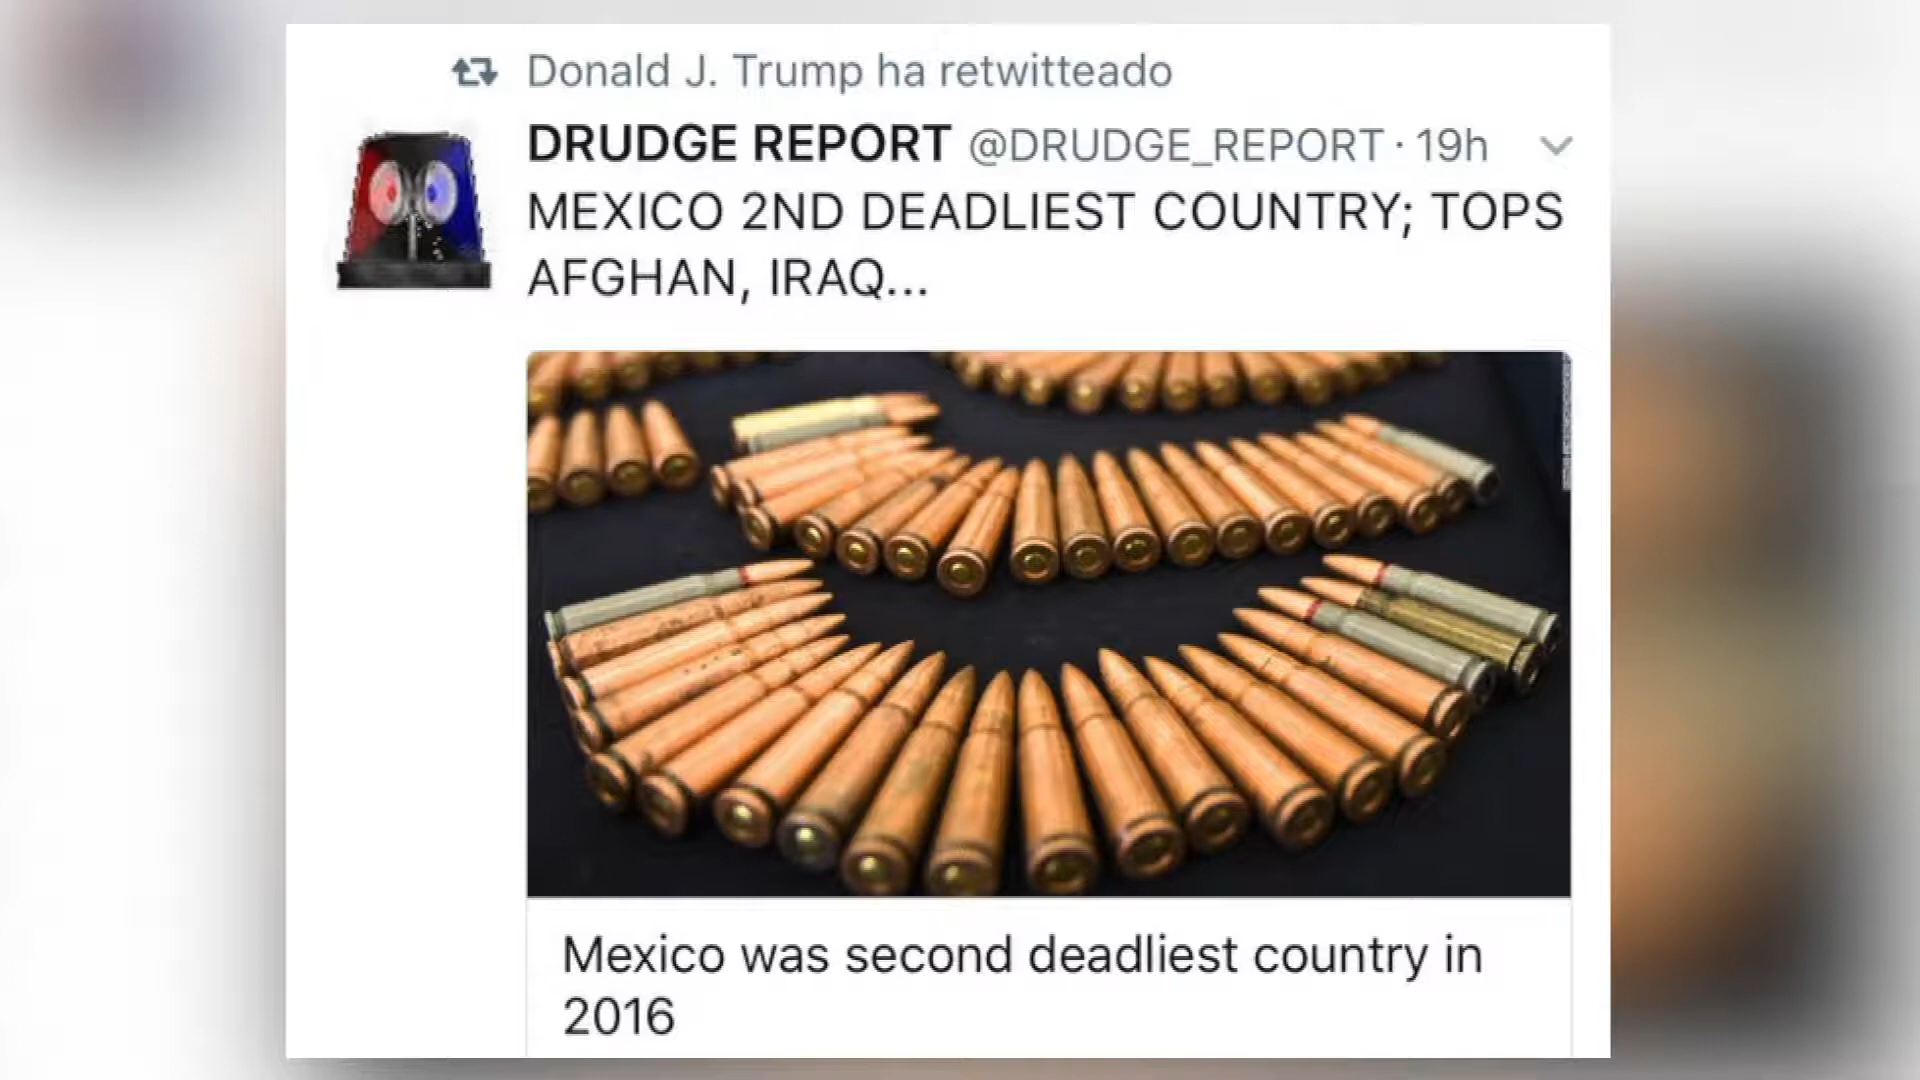 Donald J. Trump ha retwitteado
DRUDGE REPORT @DRUDGE_REPORT · 19h
MEXICO 2ND DEADLIEST COUNTRY; TOPS
AFGHAN, IRAQ...
Mexico was second deadliest country in
2016